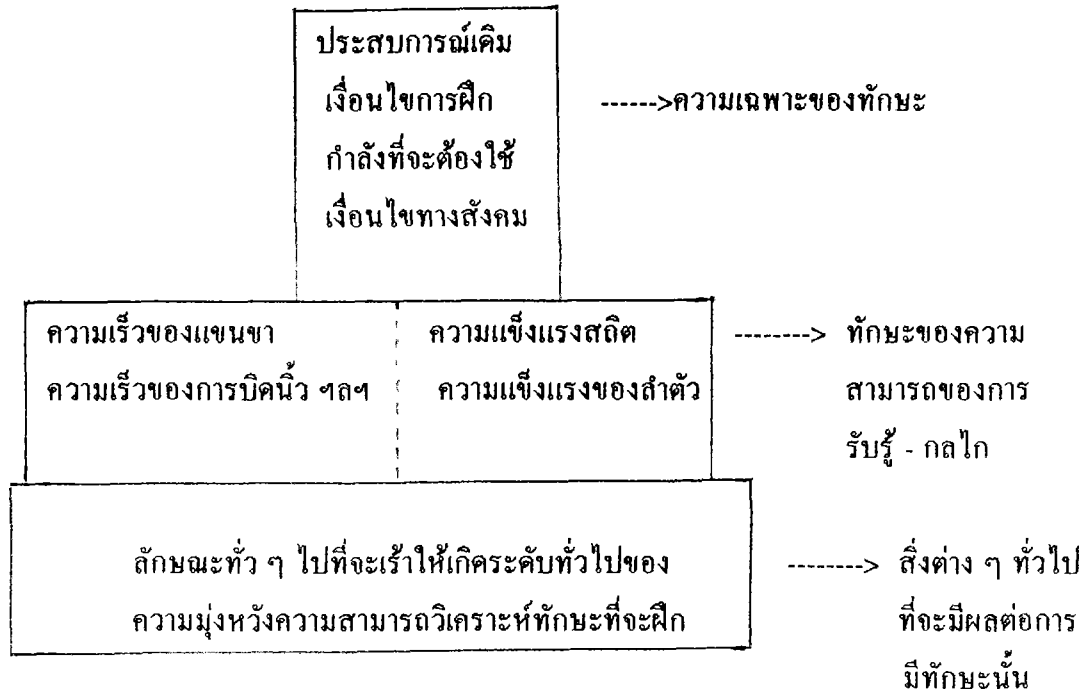 ประสบการณ์เดิม
เงื่อนไขการฝึก ------>ความเฉพาะของทักษะ
กำลังที่จะต้องใช้
เงื่อนไขทางสังคม
ความเร็วของแขนขา ความแข็งแรงสถิต --------> ทักษะของความ
ความเร็วของการบิดนิ้ว ฯลฯ ความแข็งแรงของลำตัว สามารถของการ
รับรู้ - กลไก
ลักษณะทั่ว ๆ ไปที่จะเร้าให้เกิดระดับทั่วไปของ --------> สิ่งต่าง ๆ ทั่วไป
ความมุ่งหวังความสามารถวิเคราะห์ทักษะที่จะฝึก ที่จะมีผลต่อการ
มีทักษะนั้น